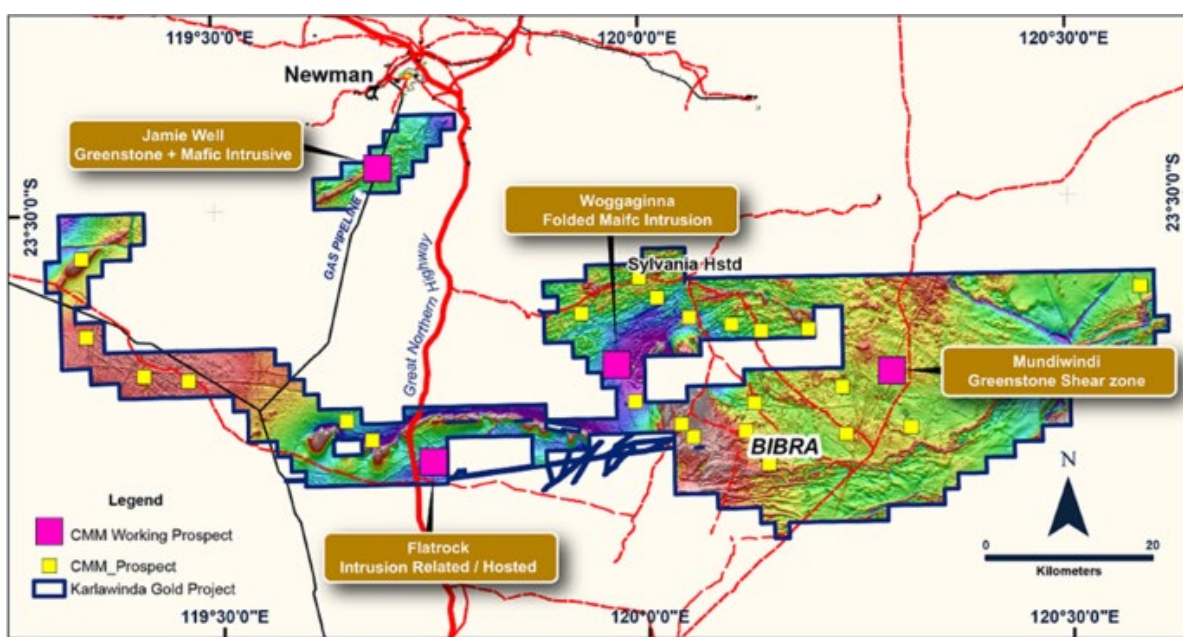 119°30'0"E
120°0'0"E
120°30'0"E
Newman
Jamie Well
Greenstone + Mafic Intrusive
23°30'0"S
23°30'0"S
GAS PIPELINE
Great Northern Highway
Woggaginna
Folded Maifc Intrusion
Sylvania Hstd
Mundiwindi
Greenstone Shear zone
BIBRA
N
Legend
CMM Working Prospect
CMM_Prospect
Karlawinda Gold Project
Flatrock
Intrusion Related / Hosted
0
20
Kilometers
119°30'0"E
120°0'0"E
120°30'0"E